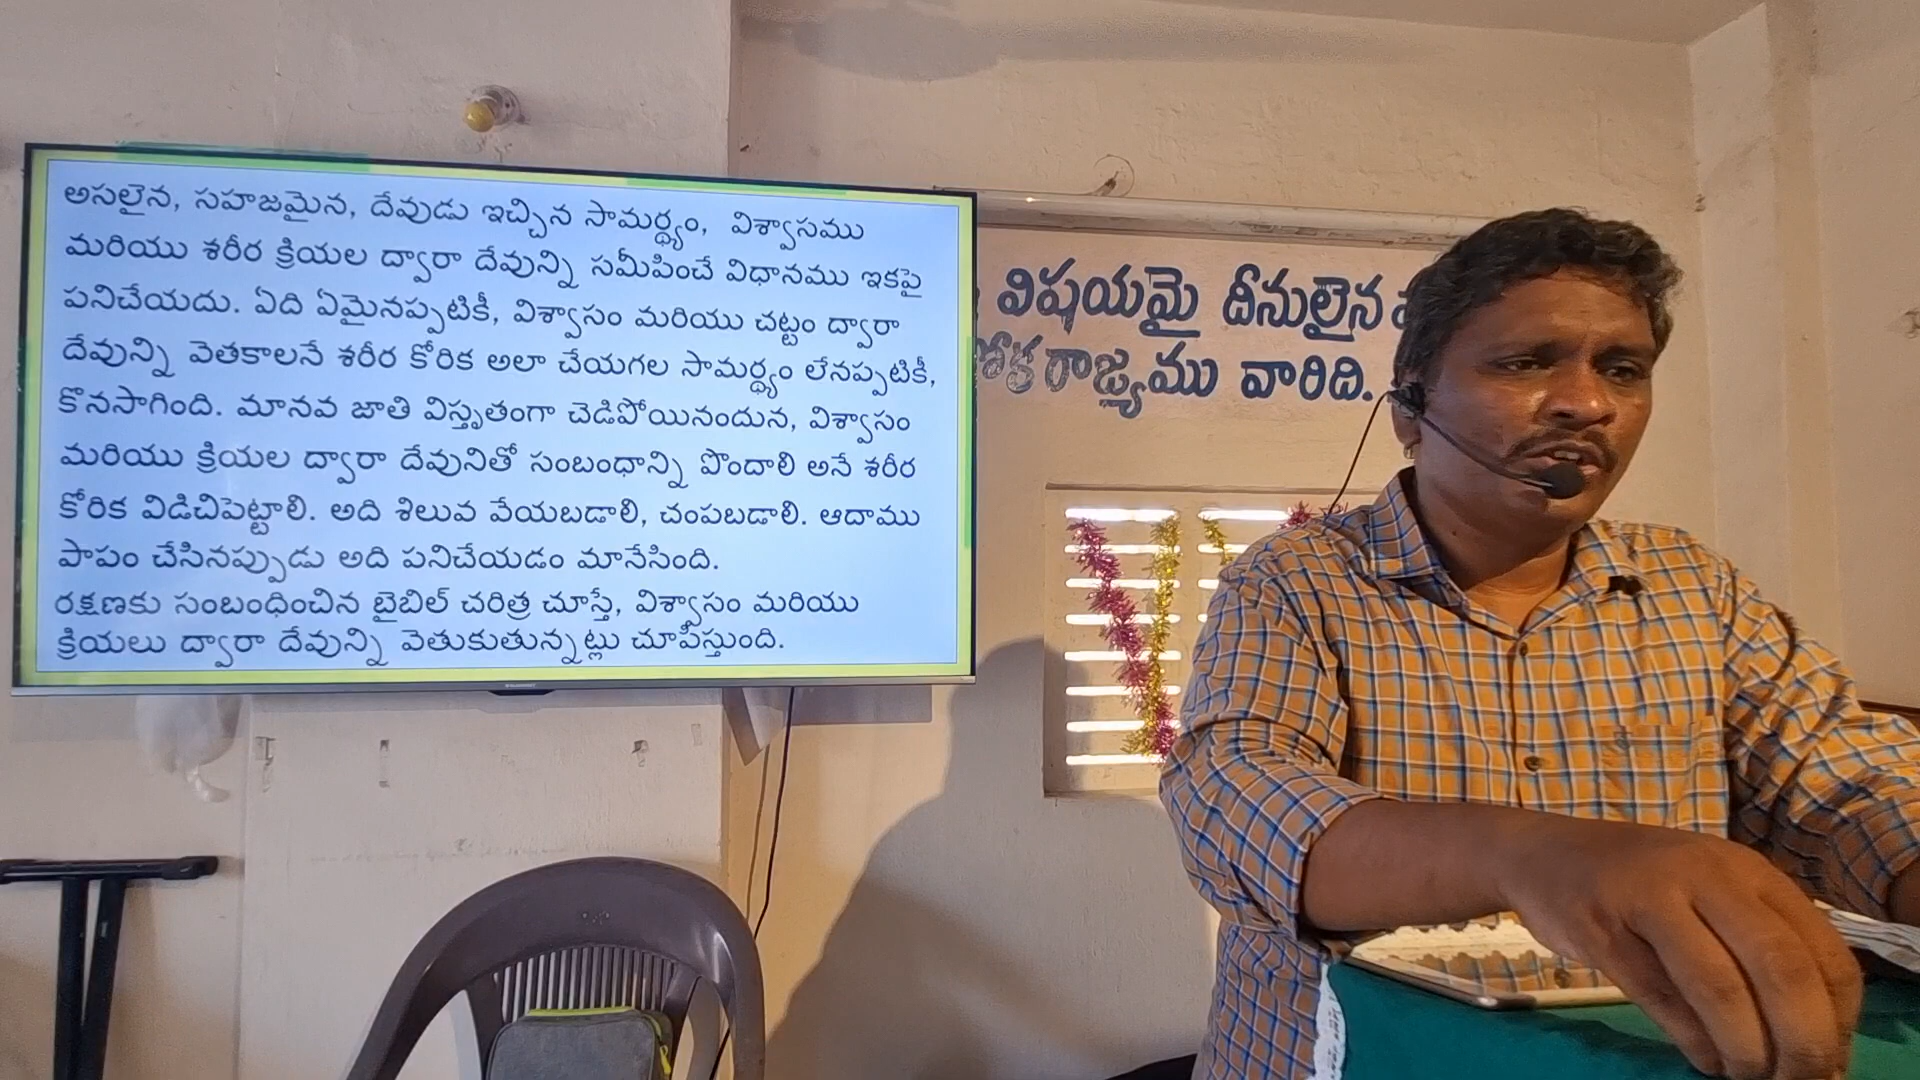 అసలైన, సహజమైన, దేవుడు ఇచ్చిన సామర్థ్యం, విశ్వాసము
మరియు శరీర క్రియల ద్వారా దేవున్ని సమీపించే విధానము ఇకపై
పనిచేయదు. ఏది ఏమైనప్పటికీ, విశ్వాసం మరియు చట్టం ద్వారా
దేవున్ని వెతకాలనే శరీర కోరిక అలా చేయగల సామర్థ్యం లేనప్పటికీ,
కొనసాగింది. మానవ జాతి విస్తృతంగా చెడిపోయినందున, విశ్వాసం
మరియు క్రియల ద్వారా దేవునితో సంబంధాన్ని పొందాలి అనే శరీర
కోరిక విడిచిపెట్టాలి. అది శిలువ వేయబడాలి, చంపబడాలి. ఆదాము
పాపం చేసినప్పుడు అది పనిచేయడం మానేసింది.
రక్షణకు సంబంధించిన బైబిల్ చరిత్ర చూస్తే, విశ్వాసం మరియు
క్రియలు ద్వారా దేవున్ని వెతుకుతున్నట్లు చూపిస్తుంది.
విషయమై దీనులైన
రాజ్యము వారిది.